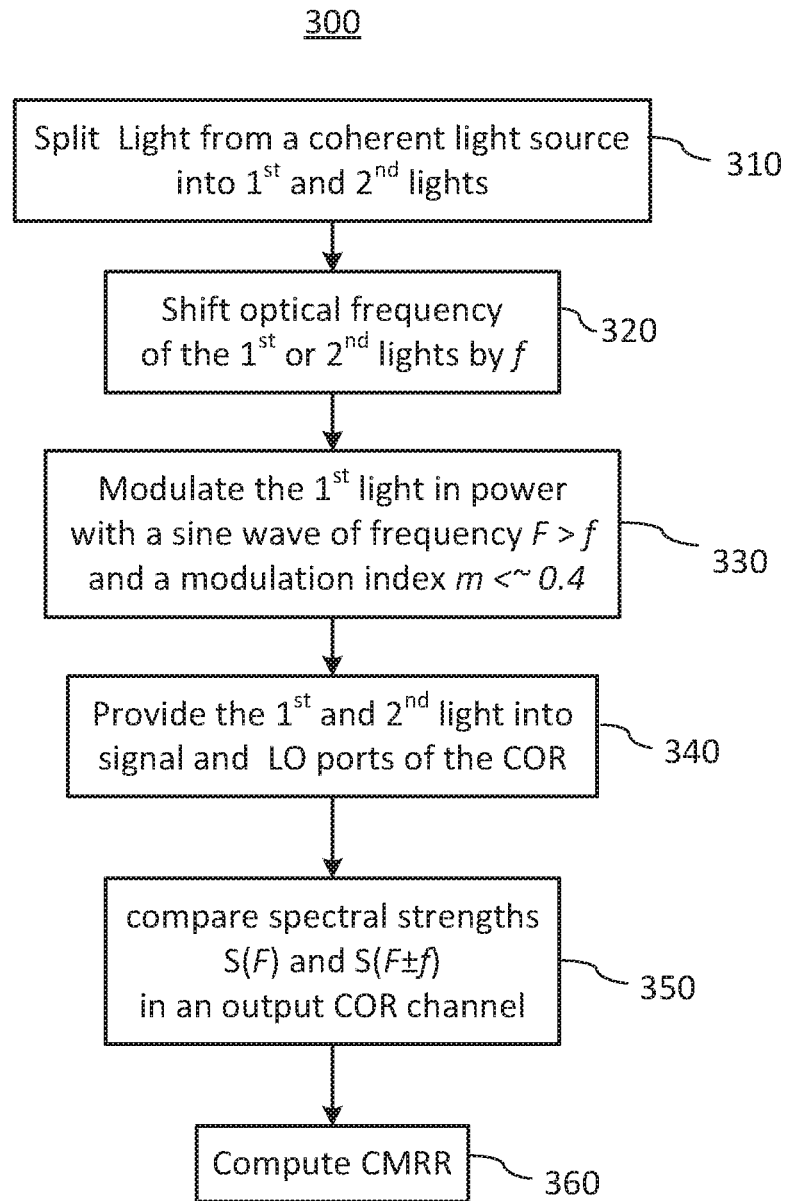 300
Split Light from a coherent light source
into 1st and 2nd lights
310
Shift optical frequency
of the 1st or 2nd lights by f
320
Modulate the 1st light in power
with a sine wave of frequency F > f
and a modulation index m <~ 0.4
330
Provide the 1st and 2nd light into
signal and LO ports of the COR
340
compare spectral strengths
S(F) and S(F±f)
in an output COR channel
350
Compute CMRR
360